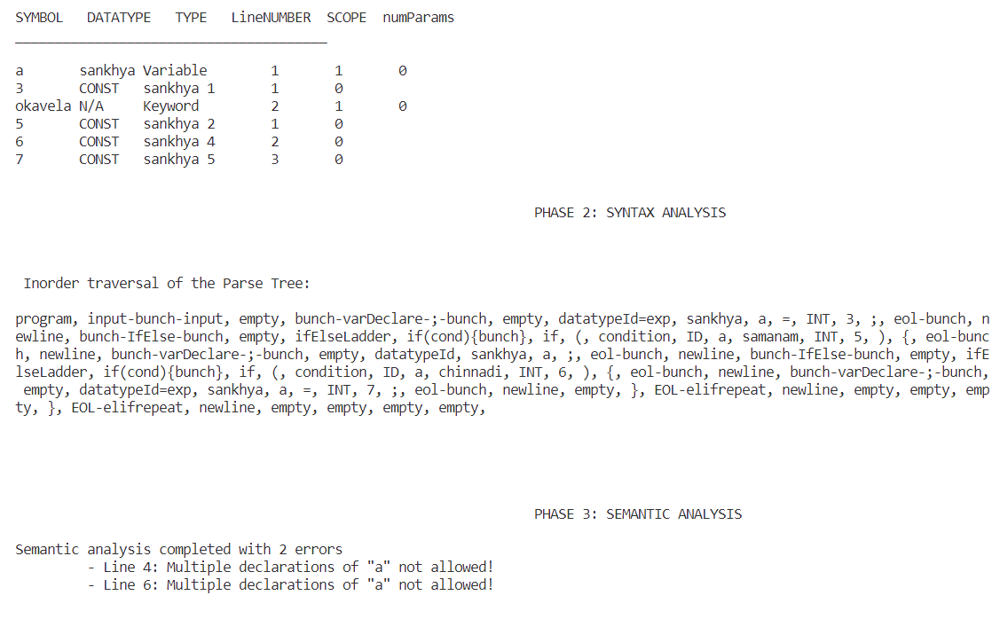 SYMBOL DATATYPE TYPE LineNUMBER SCOPE numParams
_______________________________________
a sankhya Variable 1 1 0
3 CONST sankhya 1 1 0
okavela N/A Keyword 2 1 0
5 CONST sankhya 2 1 0
6 CONST sankhya 4 2 0
7 CONST sankhya 5 3 0
PHASE 2: SYNTAX ANALYSIS
Inorder traversal of the Parse Tree:
program, input-bunch-input, empty, bunch-varDeclare-;-bunch, empty, datatypeId=exp, sankhya, a, =, INT, 3, ;, eol-bunch, n
ewline, bunch-IfElse-bunch, empty, ifElseLadder, if(cond){bunch}, if, (, condition, ID, a, samanam, INT, 5, ), {, eol-bunc
h, newline, bunch-varDeclare-;-bunch, empty, datatypeId, sankhya, a, ;, eol-bunch, newline, bunch-IfElse-bunch, empty, ifE
lseLadder, if(cond){bunch}, if, (, condition, ID, a, chinnadi, INT, 6, ), {, eol-bunch, newline, bunch-varDeclare-;-bunch,
empty, datatypeId=exp, sankhya, a, =, INT, 7, ;, eol-bunch, newline, empty, }, EOL-elifrepeat, newline, empty, empty, emp
ty, }, EOL-elifrepeat, newline, empty, empty, empty, empty,
PHASE 3: SEMANTIC ANALYSIS
Semantic analysis completed with 2 errors
- Line 4: Multiple declarations of "a" not allowed!
- Line 6: Multiple declarations of "a" not allowed!